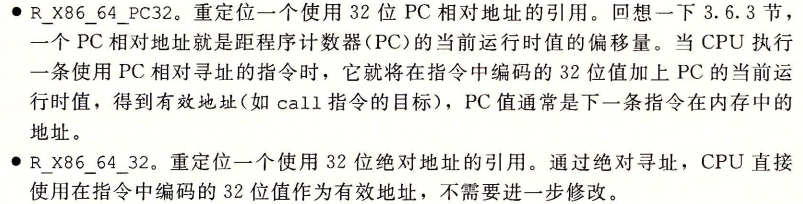 ● R_X86_64_PC32。重定位一个使用 32 位 PC 相对地址的引用。回想一下 3.6.3 节，
一个 PC 相对地址就是距程序计数器(PC)的当前运行时值的偏移量。当 CPU 执行
一条使用 PC 相对寻址的指令时，它就将在指令中编码的 32 位值加上 PC 的当前运
行时值，得到有效地址(如 call 指令的目标)，PC 值通常是下一条指令在内存中的
地址。
● R_X86_64_32。重定位一个使用 32 位绝对地址的引用。通过绝对寻址，CPU 直接
使用在指令中编码的 32 位值作为有效地址，不需要进一步修改。